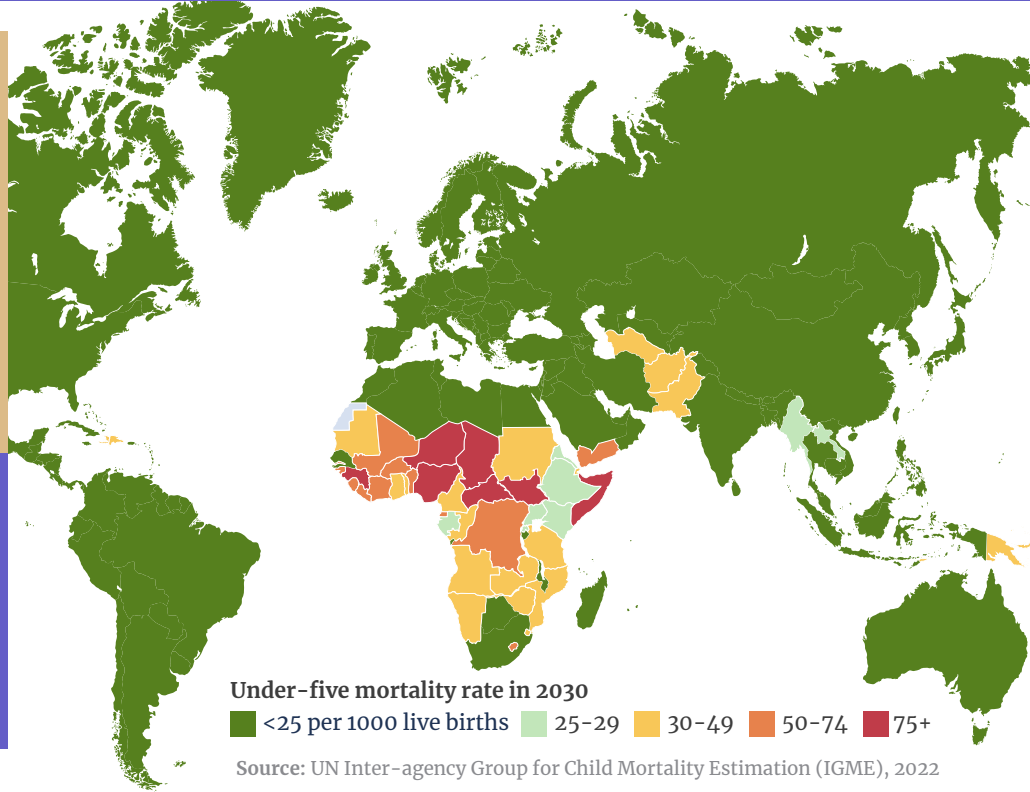 Under-five mortality rate in 2030
<25 per 1000 live births 25-29 30-49 50-74 75+
Source: UN Inter-agency Group for Child Mortality Estimation (IGME), 2022